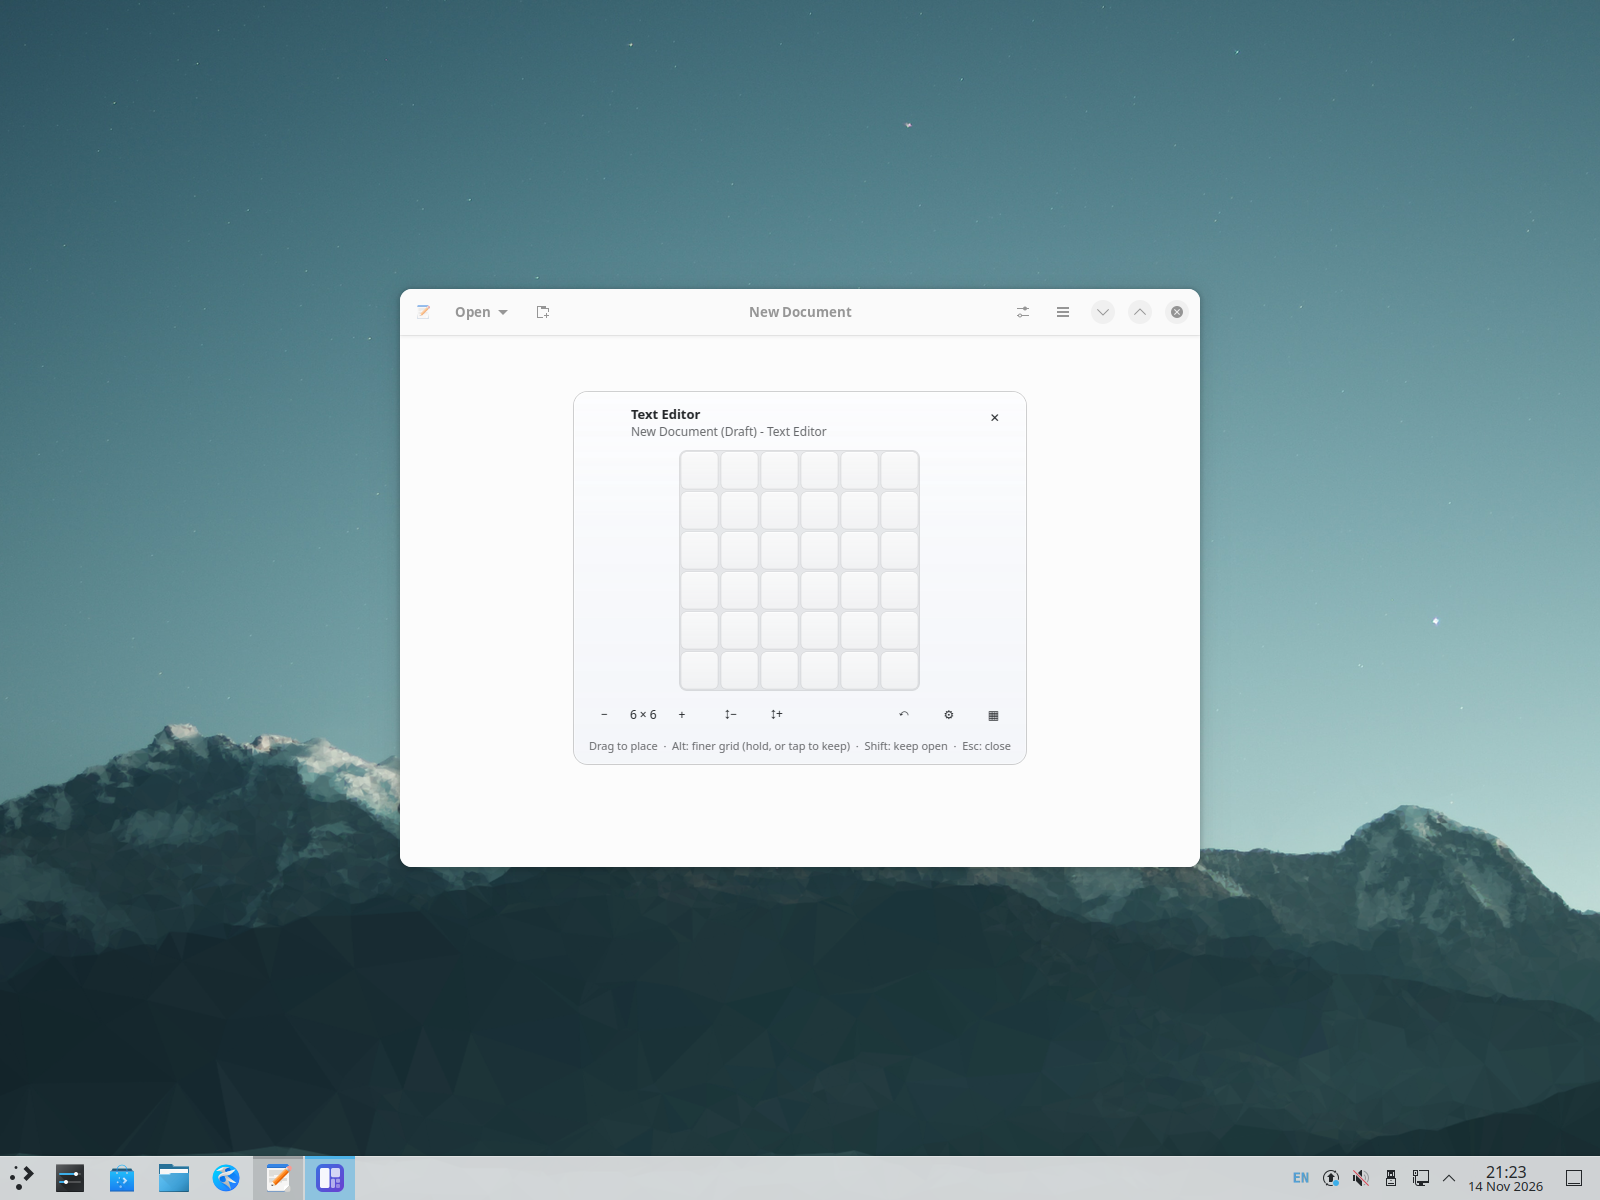 Open
New Document
Text Editor
New Document (Draft) - Text Editor
6 × 6
Drag to place · Alt: finer grid (hold, or tap to keep) · Shift: keep open · Esc: close
EN
21:23
14 Nov 2026